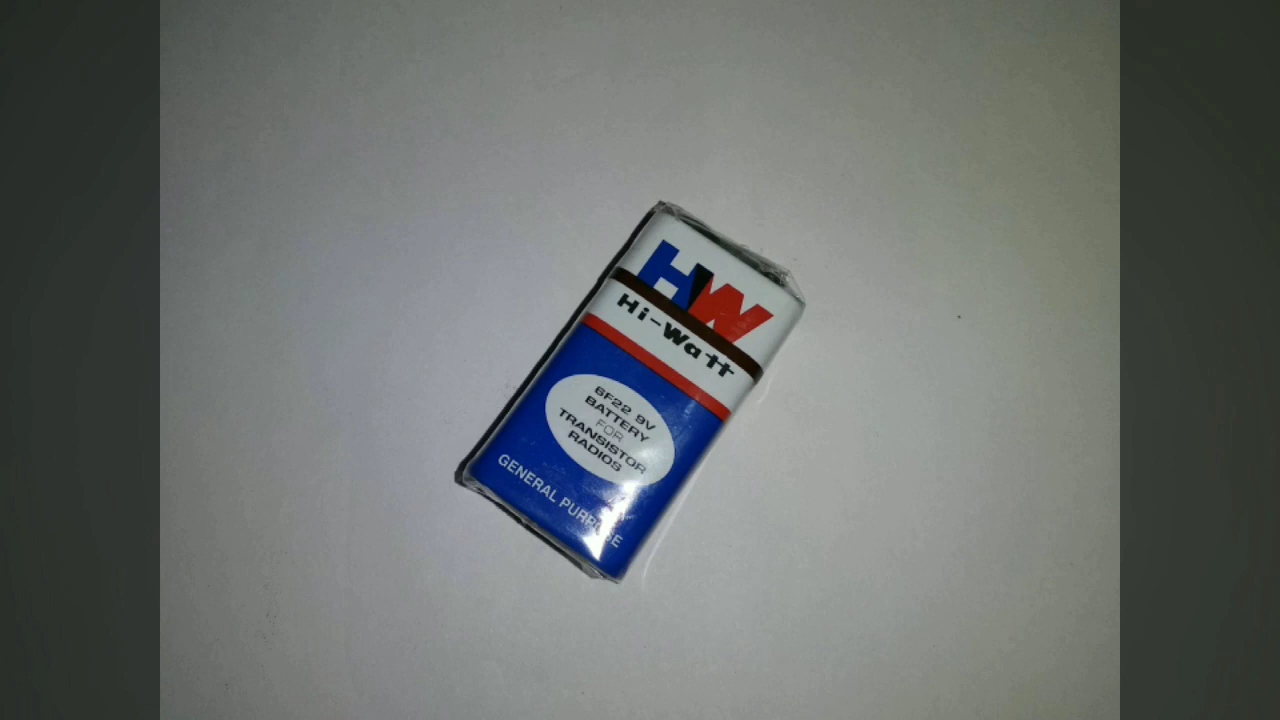 HW
Hi-Watt
6F22 9V
BATTERY
FOR
TRANSISTOR
RADIOS
GENERAL PURPOSE